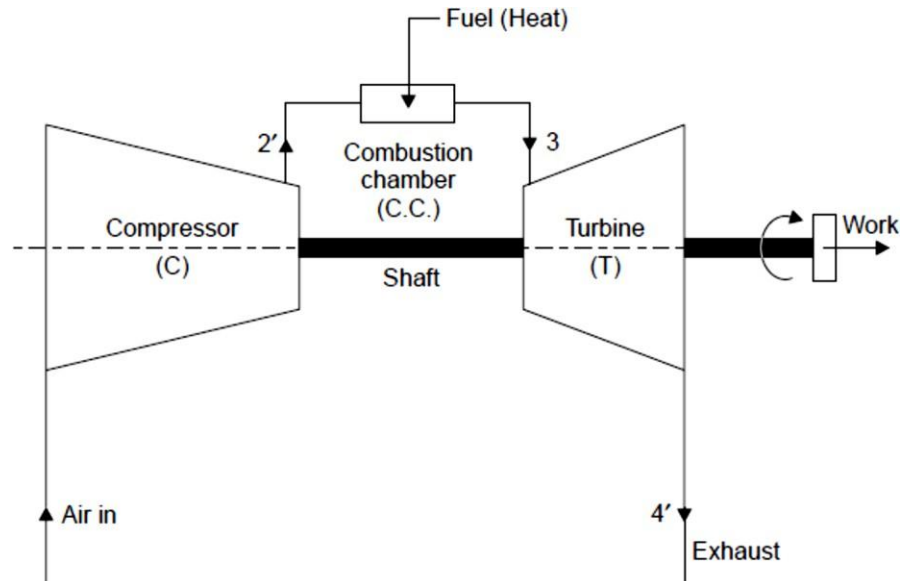 Fuel (Heat)
2′
3
Combustion
chamber
(C.C.)
Compressor
(C)
Turbine
(T)
Work
Shaft
Air in
4′
Exhaust